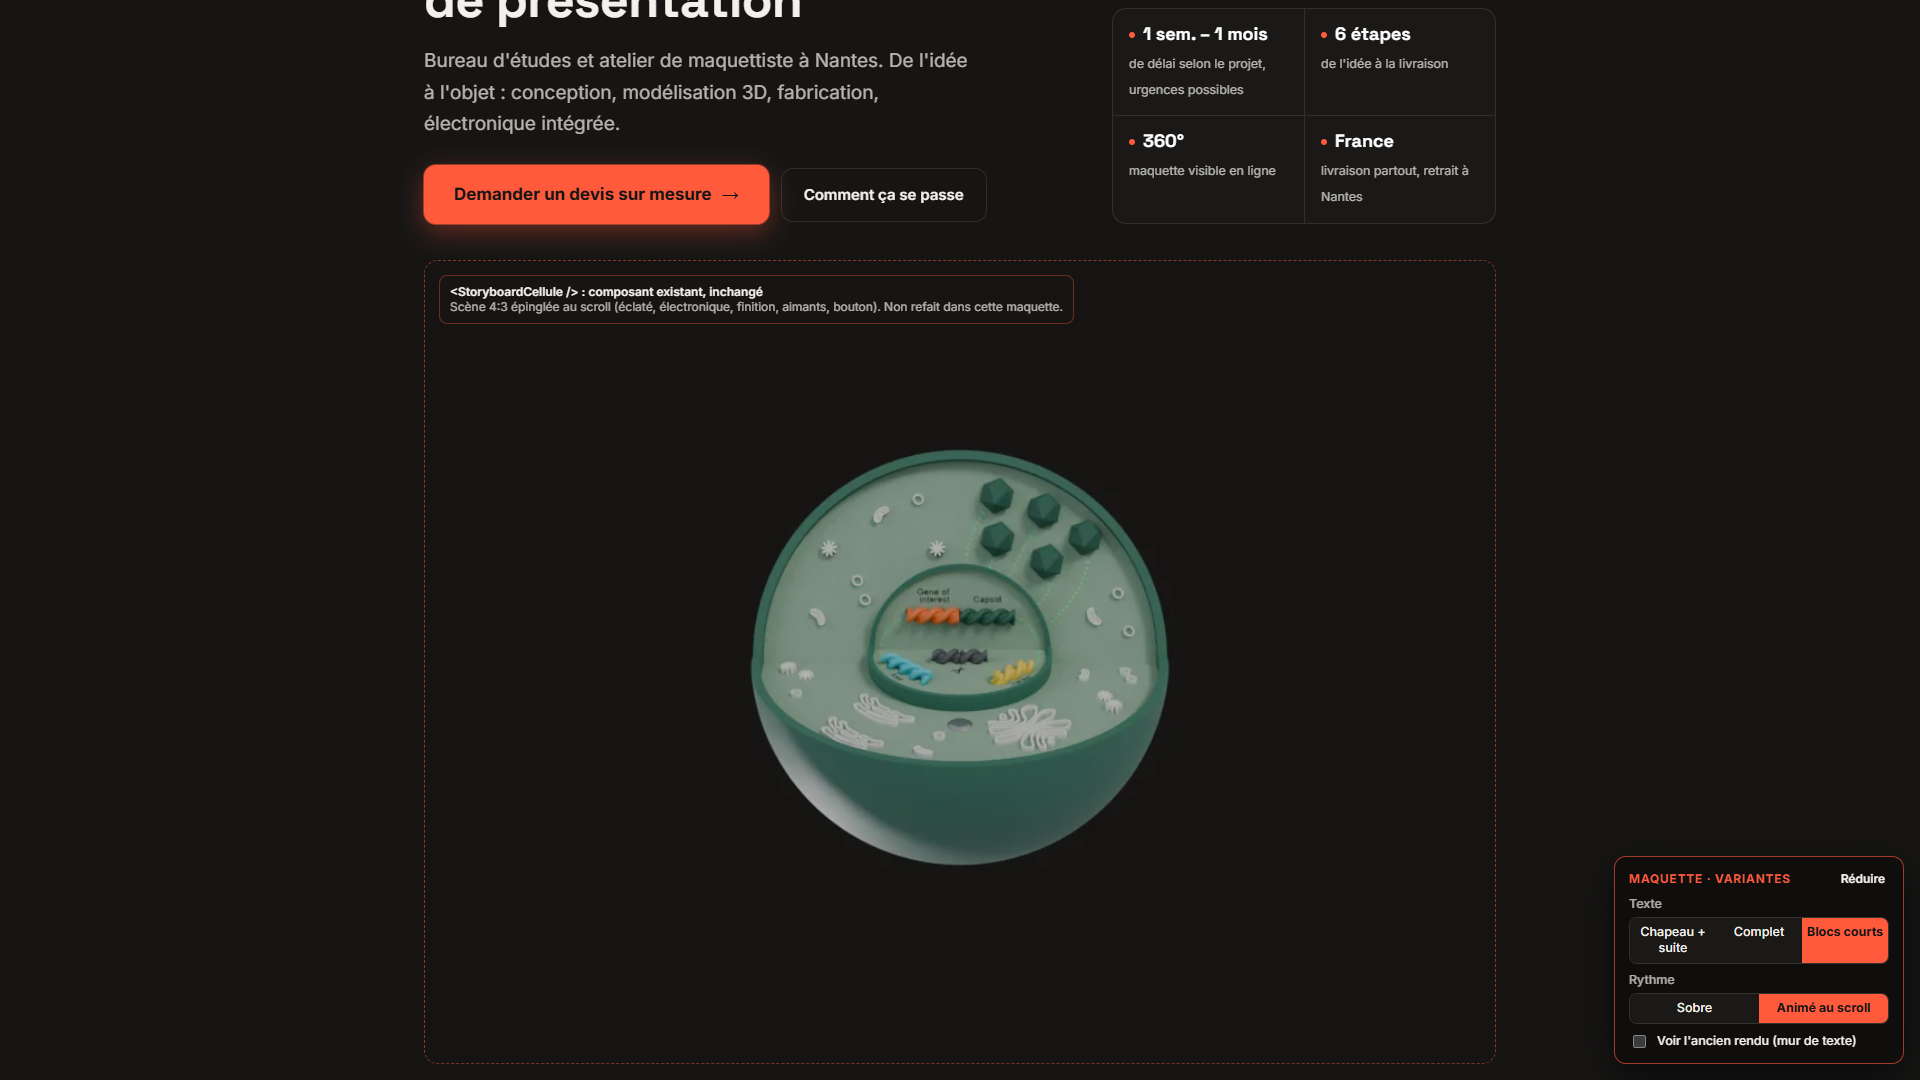 de présentation
Bureau d'études et atelier de maquettiste à Nantes. De l'idée
à l'objet : conception, modélisation 3D, fabrication,
électronique intégrée.
Demander un devis sur mesure →
Comment ça se passe
1 sem. – 1 mois
de délai selon le projet,
urgences possibles
6 étapes
de l'idée à la livraison
360°
maquette visible en ligne
France
livraison partout, retrait à
Nantes
<StoryboardCellule /> : composant existant, inchangé
Scène 4:3 épinglée au scroll (éclaté, électronique, finition, aimants, bouton). Non refait dans cette maquette.
Gene of
interest
Capsid
MAQUETTE · VARIANTES
Réduire
Texte
Chapeau +
suite
Complet
Blocs courts
Rythme
Sobre
Animé au scroll
Voir l'ancien rendu (mur de texte)